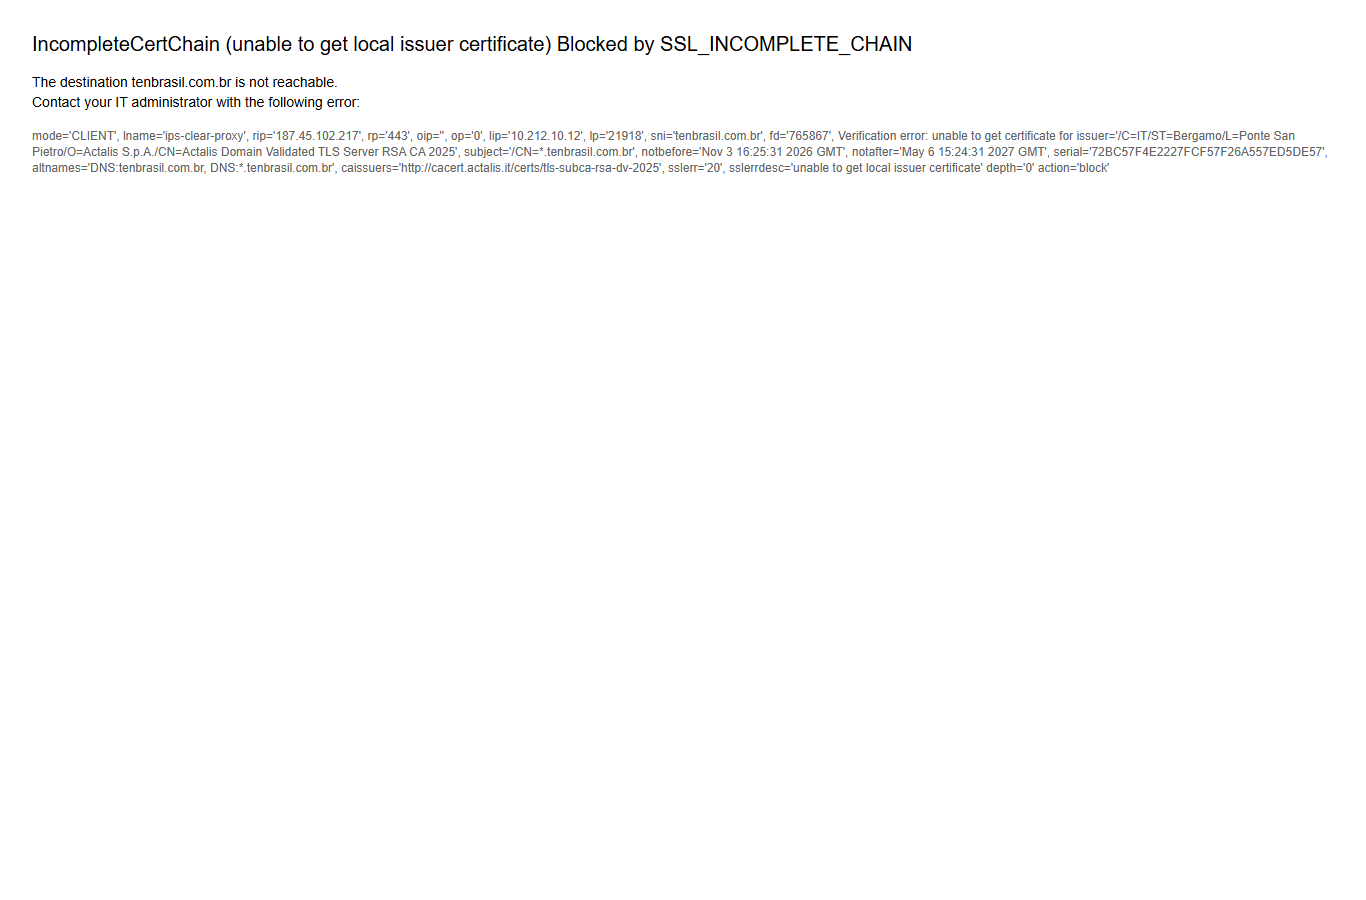 IncompleteCertChain (unable to get local issuer certificate) Blocked by SSL_INCOMPLETE_CHAIN
The destination tenbrasil.com.br is not reachable.
Contact your IT administrator with the following error:
mode='CLIENT', lname='ips-clear-proxy', rip='187.45.102.217', rp='443', oip='', op='0', lip='10.212.10.12', lp='21918', sni='tenbrasil.com.br', fd='765867', Verification error: unable to get certificate for issuer='/C=IT/ST=Bergamo/L=Ponte San
Pietro/O=Actalis S.p.A./CN=Actalis Domain Validated TLS Server RSA CA 2025', subject='/CN=*.tenbrasil.com.br', notbefore='Nov 3 16:25:31 2026 GMT', notafter='May 6 15:24:31 2027 GMT', serial='72BC57F4E2227FCF57F26A557ED5DE57',
altnames='DNS:tenbrasil.com.br, DNS:*.tenbrasil.com.br', caissuers='http://cacert.actalis.it/certs/tls-subca-rsa-dv-2025', sslerr='20', sslerrdesc='unable to get local issuer certificate' depth='0' action='block'